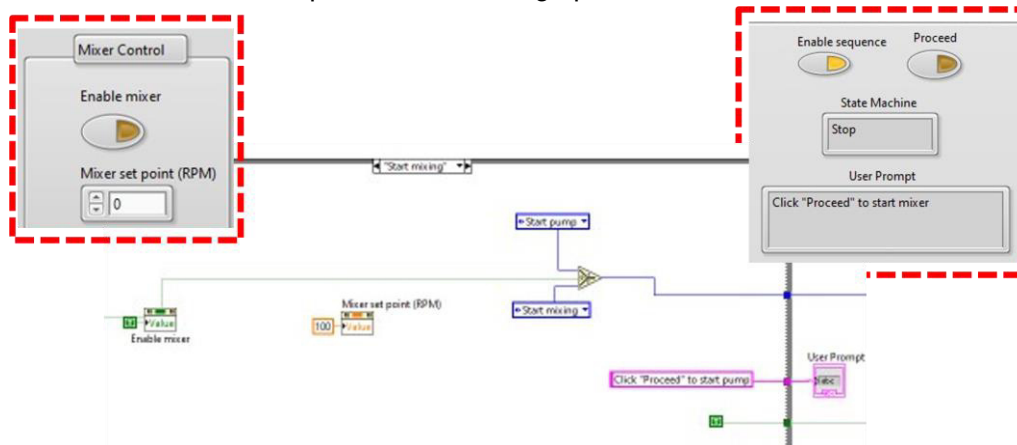 Mixer Control
Enable mixer
Mixer set point (RPM)
0
Enable sequence
Proceed
State Machine
Stop
User Prompt
Click "Proceed" to start mixer
"Start mixing"
Start pump
Start mixing
Value
Enable mixer
Mixer set point (RPM)
100
Value
Click "Proceed" to start pump
User Prompt
abc